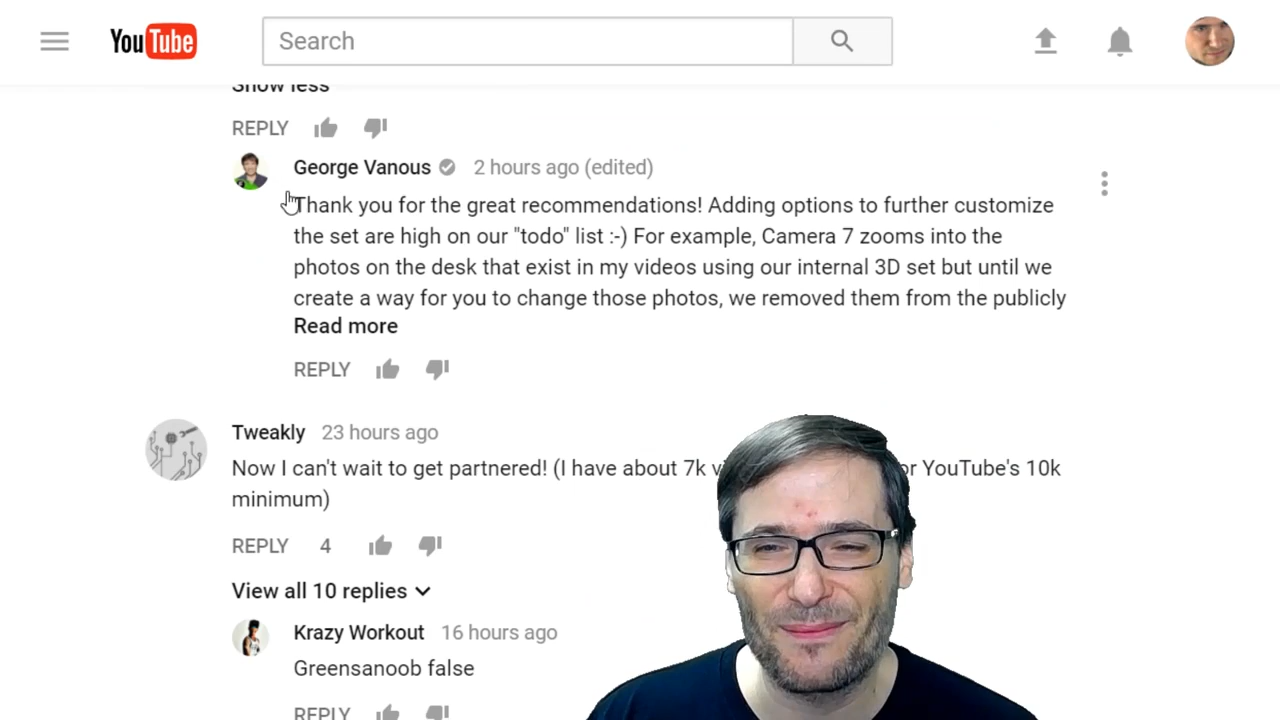 YouTube
Search
Show less
REPLY
George Vanous 2 hours ago (edited)
Thank you for the great recommendations! Adding options to further customize
the set are high on our "todo" list :-) For example, Camera 7 zooms into the
photos on the desk that exist in my videos using our internal 3D set but until we
create a way for you to change those photos, we removed them from the publicly
Read more
REPLY
Tweakly 23 hours ago
Now I can't wait to get partnered! (I have about 7k or YouTube's 10k
minimum)
REPLY 4
View all 10 replies
Krazy Workout 16 hours ago
Greensanoob false
REPLY